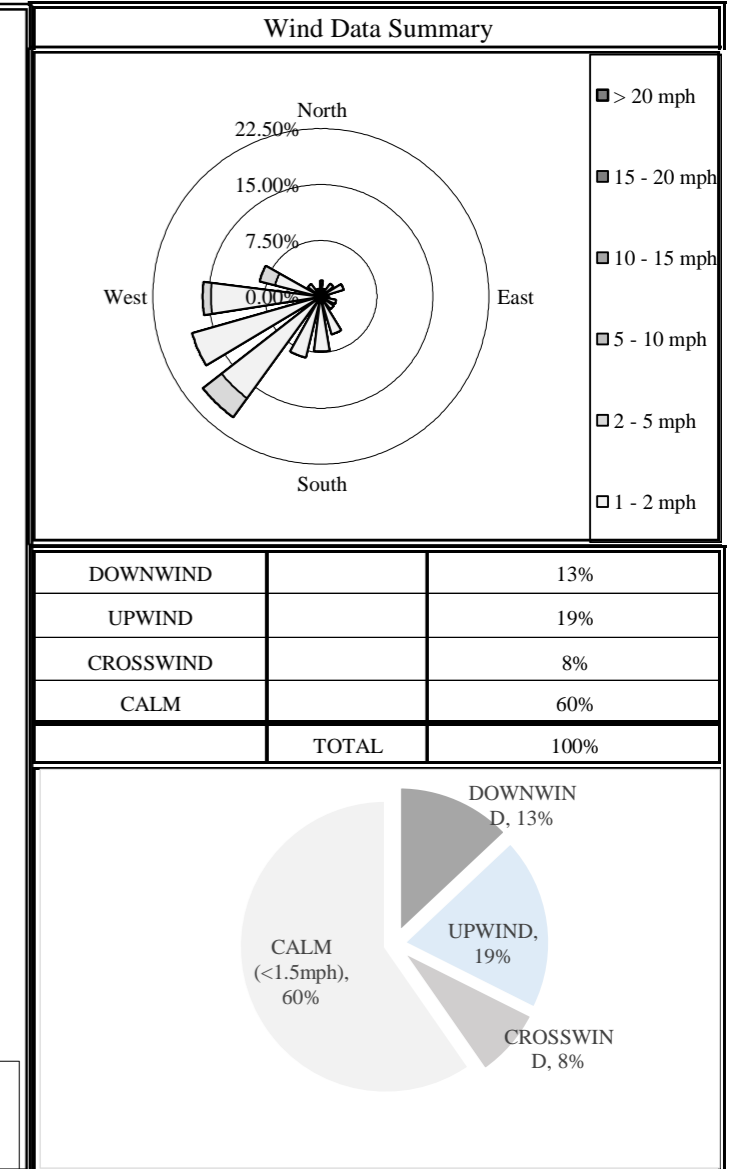 Wind Data Summary
North
22.50%
15.00%
7.50%
West
0.00%
East
South
> 20 mph
15 - 20 mph
10 - 15 mph
5 - 10 mph
2 - 5 mph
1 - 2 mph
DOWNWIND 13%
UPWIND 19%
CROSSWIND 8%
CALM 60%
TOTAL 100%
DOWNWIN
D, 13%
UPWIND,
19%
CROSSWIN
D, 8%
CALM
(<1.5mph),
60%